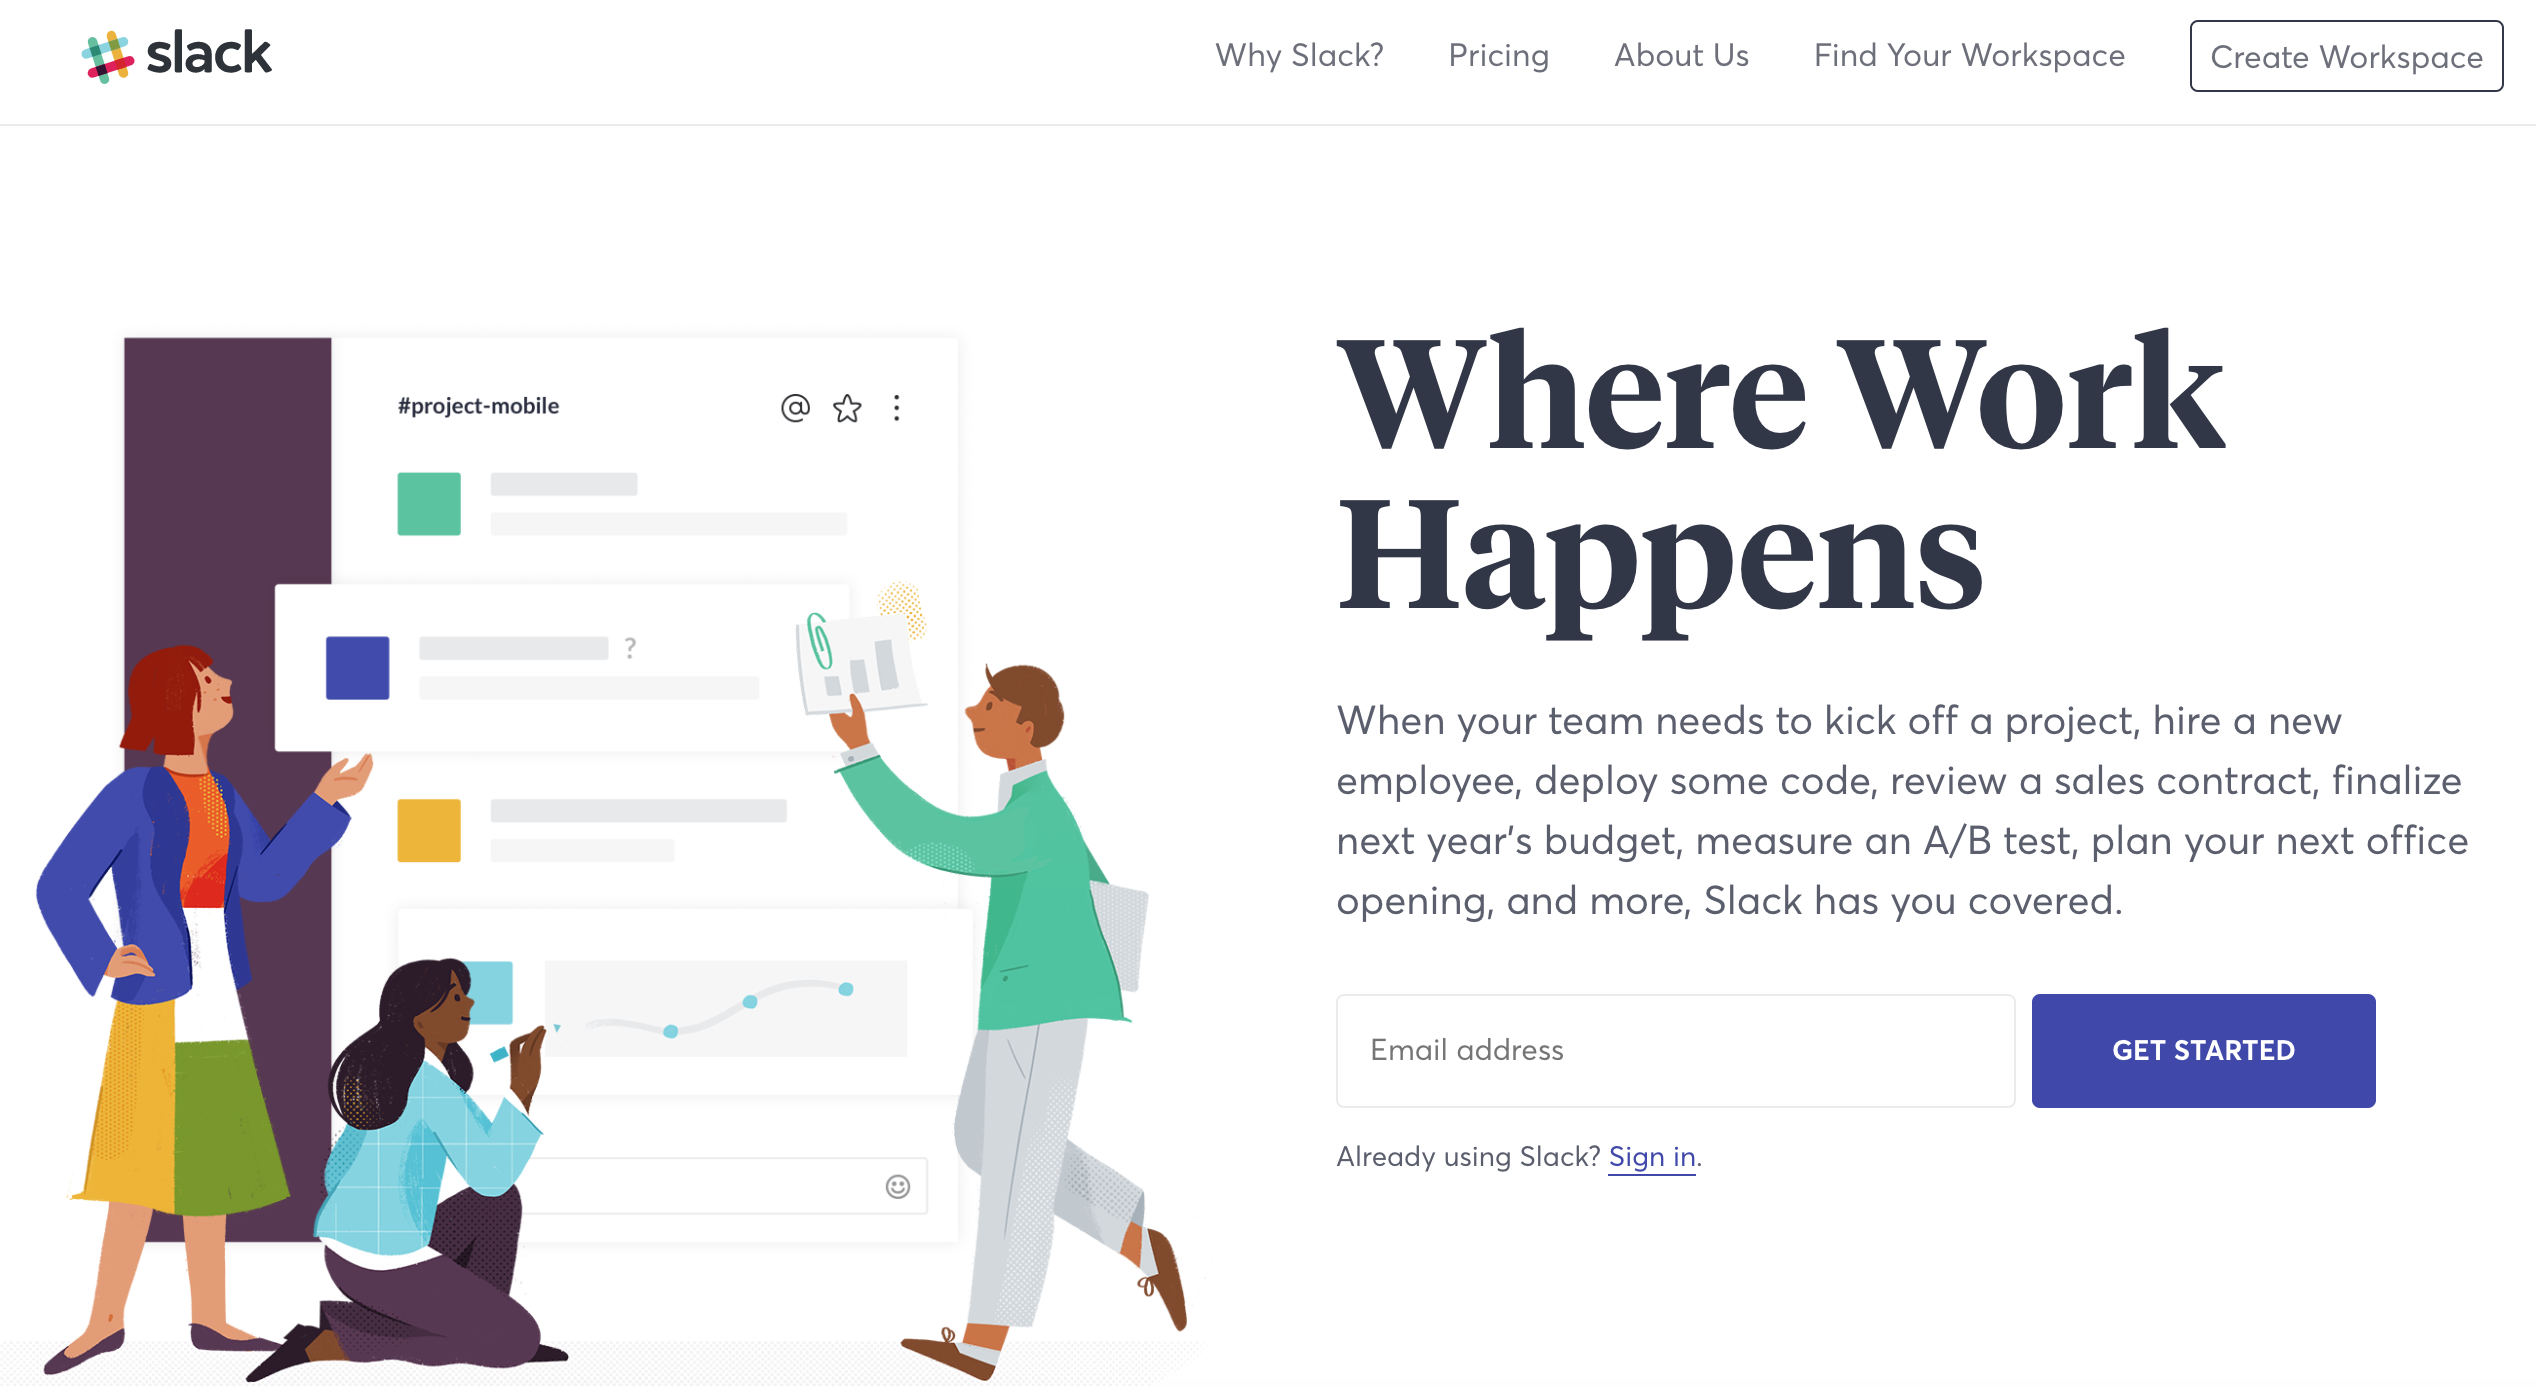 slack
Why Slack?
Pricing
About Us
Find Your Workspace
Create Workspace
#project-mobile
?
Where Work
Happens
When your team needs to kick off a project, hire a new
employee, deploy some code, review a sales contract, finalize
next year’s budget, measure an A/B test, plan your next office
opening, and more, Slack has you covered.
Email address
GET STARTED
Already using Slack? Sign in.